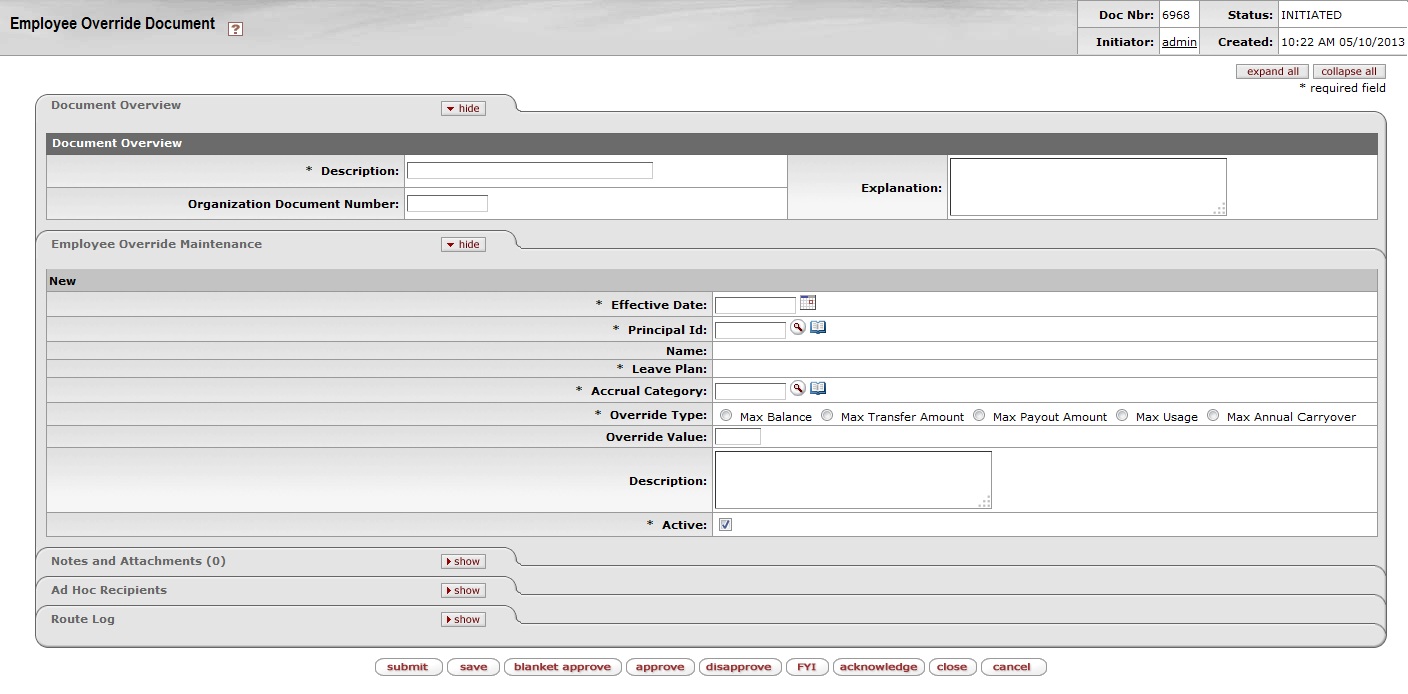 Employee Override Document ?
Doc Nbr: 6968 Status: INITIATED
Initiator: admin Created: 10:22 AM 05/10/2013
expand all collapse all
* required field
Document Overview hide
Document Overview
* Description:
Explanation:
Organization Document Number:
Employee Override Maintenance hide
New
* Effective Date:
* Principal Id:
Name:
* Leave Plan:
* Accrual Category:
* Override Type: Max Balance Max Transfer Amount Max Payout Amount Max Usage Max Annual Carryover
Override Value:
Description:
* Active:
Notes and Attachments (0) show
Ad Hoc Recipients show
Route Log show
submit save blanket approve approve disapprove FYI acknowledge close cancel